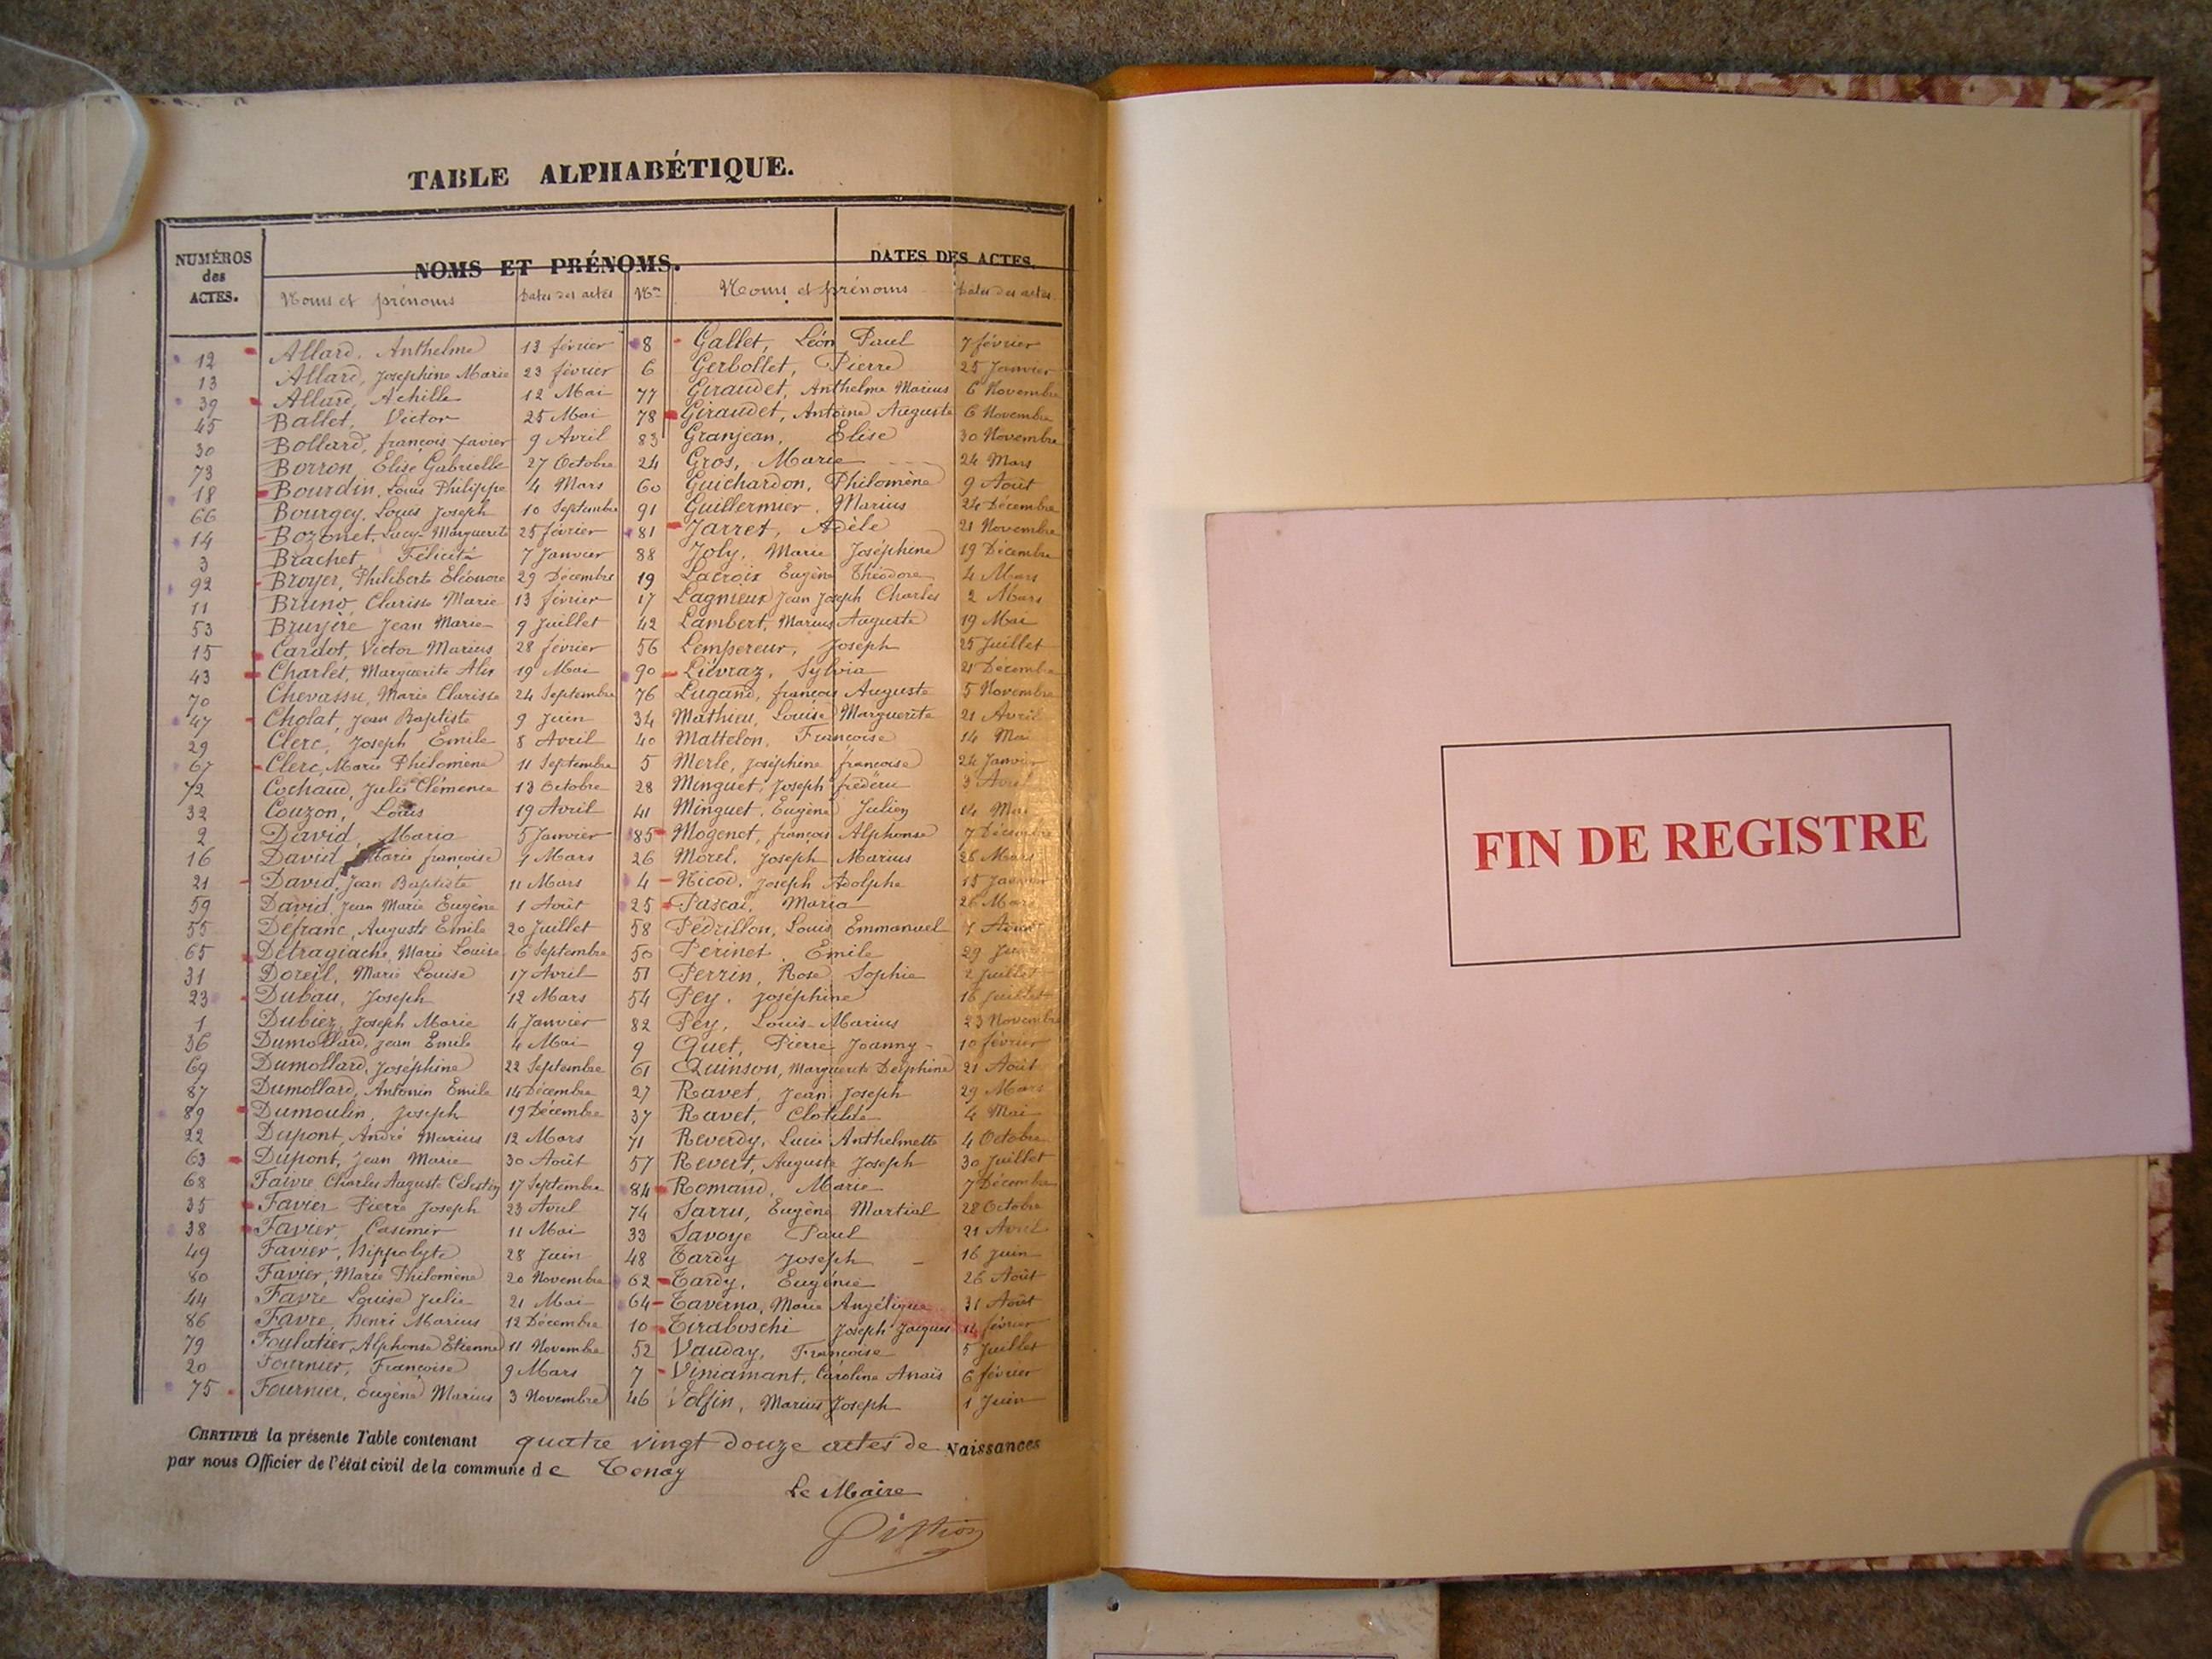 TABLE ALPHABÉTIQUE.
NUMÉROS des ACTES.
NOMS ET PRÉNOMS.
DATES DES ACTES.
Noms et prénoms Dates des actes Nos Noms et prénoms Dates des actes
12 Allard, Anthelme 13 février 8 Gallet, Léon Paul 7 février
13 Allard, Joséphine Marie 23 février 6 Gerbollet, Pierre 25 Janvier
39 Allard, Achille 12 Mai 77 Giraudet, Anthelme Marius 6 Novembre
45 Ballet, Victor 25 Mai 78 Giraudet, Antoine Auguste 6 Novembre
30 Bollard, françois Xavier 9 Avril 83 Granjean, Elise 30 Novembre
73 Borron, Elise Gabrielle 27 Octobre 24 Gros, Marie 24 Mars
18 Bourdin, Louis Philippe 4 Mars 60 Guichardon, Philomène 9 Août
66 Bourgey, Louis Joseph 10 Septembre 91 Guillermier, Marius 24 Décembre
14 Bozonet, Lucy-Marguerite 25 février 81 Jarret, Adèle 21 Novembre
3 Brachet, Félicité 7 Janvier 88 Joly, Marie Joséphine 19 Décembre
92 Broyer, Philiberte Eléonore 29 Décembre 19 Lacroix Eugène Théodore 4 Mars
11 Bruno, Clarisse Marie 13 février 17 Lagnieux Jean Joseph Charles 2 Mars
53 Bruyère Jean Marie 9 Juillet 42 Lambert, Marius Auguste 19 Mai
15 Cardot, Victor Marius 28 février 56 Lempereur, Joseph 25 Juillet
43 Charlet, Marguerite Alix 19 Mai 90 Lievraz, Sylvia 21 Décembre
70 Chevassu, Marie Clarisse 24 Septembre 76 Lugand, françois Auguste 5 Novembre
47 Cholat, Jean Baptiste 9 Juin 34 Mathieu, Louise Marguerite 21 Avril
29 Clerc, Joseph Emile 8 Avril 40 Mattelon, Françoise 14 Mai
67 Clerc, Marie Philomène 11 Septembre 5 Merle, Joséphine françoise 24 Janvier
72 Cochaud, Julie Clémence 13 Octobre 28 Minguet, Joseph frédéric 3 Avril
32 Couzon, Louis 19 Avril 41 Minguet, Eugène Julien 14 Mai
2 David, Maria 5 Janvier 85 Mogenot, françois Alphonse 7 Décembre
16 David, Marie françoise 4 Mars 26 Morel, Joseph Marius 28 Mars
21 David, Jean Baptiste 11 Mars 4 Nicod, Joseph Adolphe 15 Janvier
59 David, Jean Marie Eugène 1 Août 25 Pascal, Maria 26 Mars
55 Défranc, Auguste Emile 20 Juillet 58 Pédrillon, Louis Emmanuel 1 Août
65 Détragiache, Marie Louise 6 Septembre 50 Périnet, Emile 29 Juin
31 Doreil, Marie Louise 17 Avril 51 Perrin, Rose Sophie 2 Juillet
23 Dubau, Joseph 12 Mars 54 Pey, Joséphine 16 Juillet
1 Dubiez, Joseph Marie 4 Janvier 82 Pey, Louis-Marius 23 Novembre
36 Dumollard, Jean Emile 4 Mai 9 Quet, Pierre Joanny 10 février
69 Dumollard, Joséphine 22 Septembre 61 Quinson, Marguerite Delphine 21 Août
87 Dumollard, Antonin Emile 14 Décembre 27 Ravet, Jean Joseph 29 Mars
89 Dumoulin, Joseph 19 Décembre 37 Ravet, Clotilde 4 Mai
22 Dupont, André Marius 12 Mars 71 Reverdy, Lucie Anthelmette 4 Octobre
63 Dupont, Jean Marie 30 Août 57 Revert, Auguste Joseph 30 Juillet
68 Faivre Charles Auguste Célestin 17 Septembre 84 Romand, Marie 7 Décembre
35 Favier Pierre Joseph 23 Avril 74 Sarru, Eugène Martial 28 Octobre
38 Favier, Casimir 11 Mai 33 Savoye Paul 21 Avril
49 Favier, Hippolyte 28 Juin 48 Tardy Joseph 16 Juin
80 Favier, Marie Philomène 20 Novembre 62 Tardy, Eugénie 26 Août
44 Favre Louise Julie 21 Mai 64 Taverna, Marie Angélique 31 Août
86 Favre, Henri Marius 12 Décembre 10 Tiraboschi Joseph Jacques 12 février
79 Foulatier, Alphonse Etienne 11 Novembre 52 Vauday, Françoise 5 Juillet
20 Fournier, Françoise 9 Mars 7 Viniamant, Caroline Anaïs 6 février
75 Fournier, Eugène Marius 3 Novembre 46 Volfin, Marius Joseph 1 Juin
CERTIFIÉ la présente Table contenant quatre vingt douze actes de Naissances
par nous Officier de l'état civil de la commune de Tenay
Le Maire
FIN DE REGISTRE